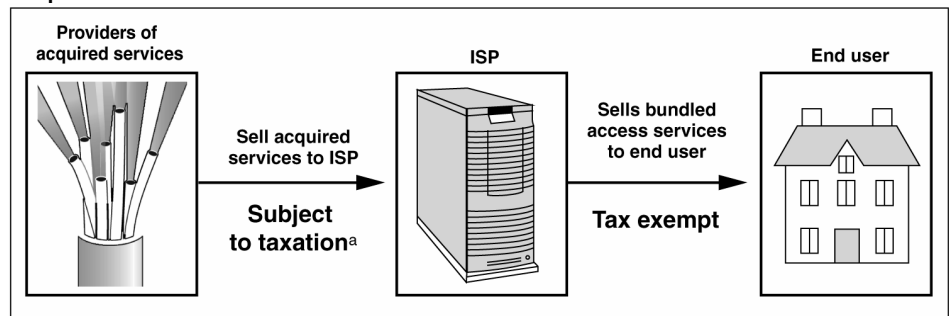 Providers of
acquired services
ISP
End user
Sell acquired
services to ISP
Subject
to taxationª
Sells bundled
access services
to end user
Tax exempt